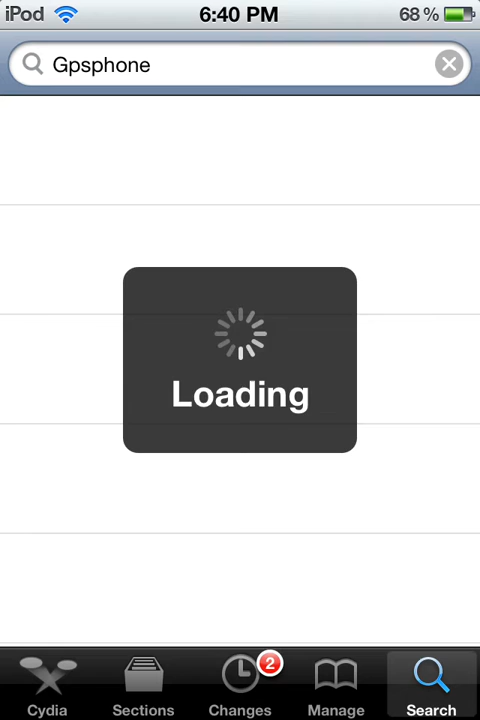 iPod 6:40 PM 68%
Gpsphone
Loading
2
Cydia Sections Changes Manage Search